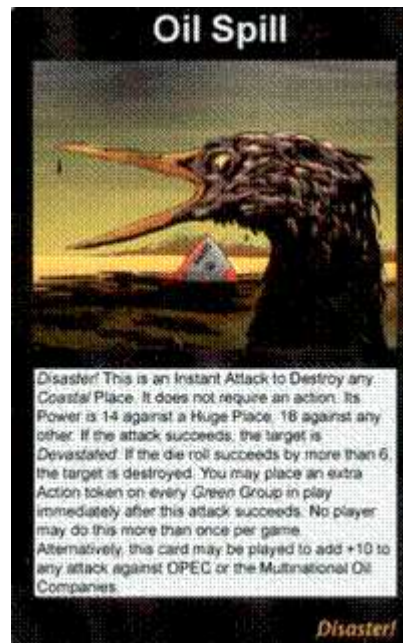 Oil Spill
Disaster! This is an Instant Attack to Destroy any
Coastal Place. It does not require an action. Its
Power is 14 against a Huge Place, 18 against any
other. If the attack succeeds, the target is
Devastated. If the die roll succeeds by more than 6,
the target is destroyed. You may place an extra
Action token on every Green Group in play
immediately after this attack succeeds. No player
may do this more than once per game.
Alternatively, this card may be played to add +10 to
any attack against OPEC or the Multinational Oil
Companies.
Disaster!